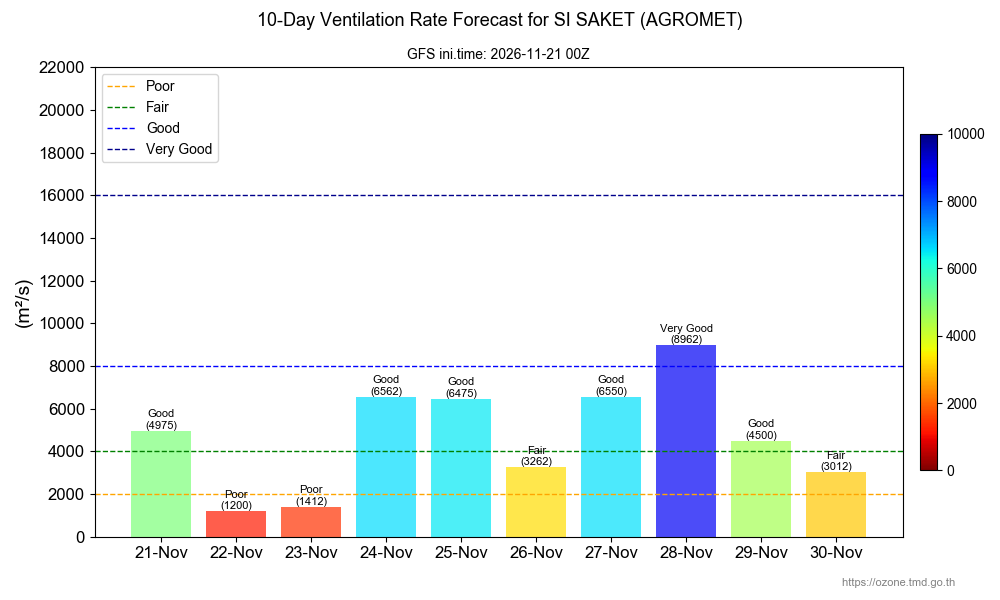 10-Day Ventilation Rate Forecast for SI SAKET (AGROMET)
GFS ini.time: 2026-11-21 00Z
22000
20000
18000
16000
14000
12000
10000
8000
6000
4000
2000
0
(m²/s)
Poor
Fair
Good
Very Good
Good
(4975)
Poor
(1200)
Poor
(1412)
Good
(6562)
Good
(6475)
Fair
(3262)
Good
(6550)
Very Good
(8962)
Good
(4500)
Fair
(3012)
21-Nov
22-Nov
23-Nov
24-Nov
25-Nov
26-Nov
27-Nov
28-Nov
29-Nov
30-Nov
10000
8000
6000
4000
2000
0
https://ozone.tmd.go.th